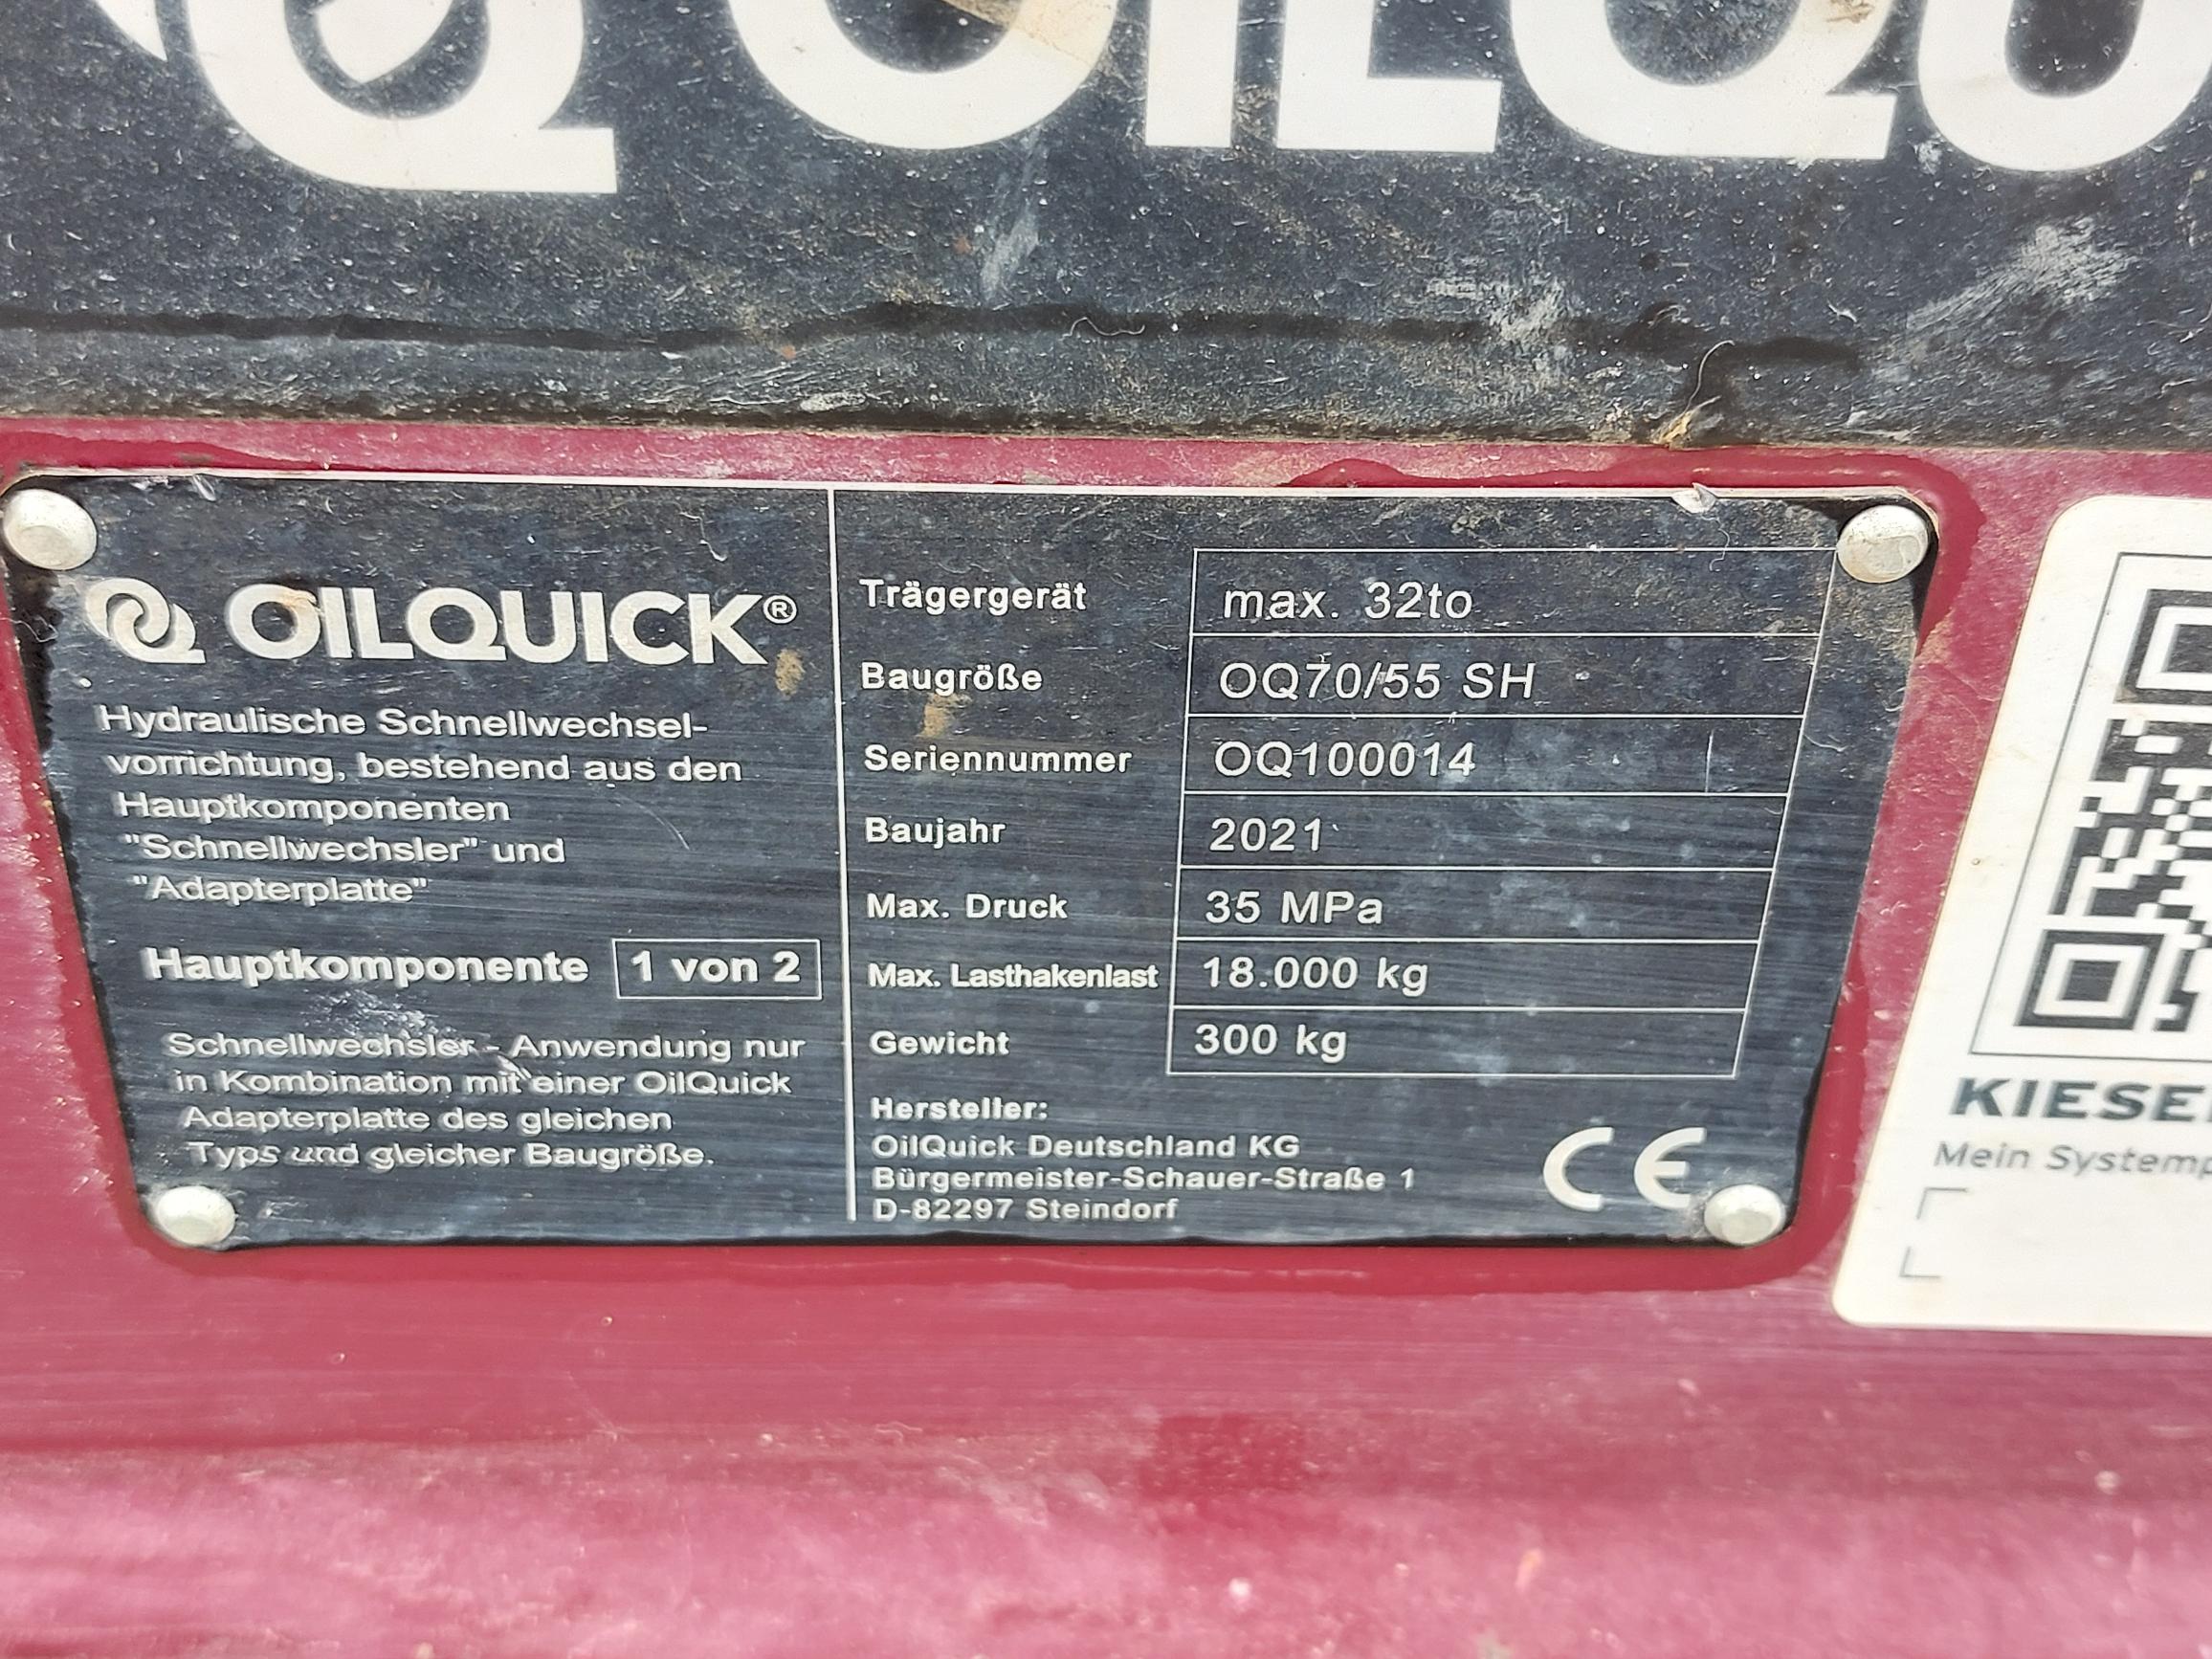 OILQU
OILQUICK®
Hydraulische Schnellwechsel-
vorrichtung, bestehend aus den
Hauptkomponenten
"Schnellwechsler" und
"Adapterplatte"
Hauptkomponente 1 von 2
Schnellwechsler - Anwendung nur
in Kombination mit einer OilQuick
Adapterplatte des gleichen
Typs und gleicher Baugröße.
Trägergerät max. 32to
Baugröße OQ70/55 SH
Seriennummer OQ100014
Baujahr 2021
Max. Druck 35 MPa
Max. Lasthakenlast 18.000 kg
Gewicht 300 kg
Hersteller:
OilQuick Deutschland KG
Bürgermeister-Schauer-Straße 1
D-82297 Steindorf
CE
KIESE
Mein Systemp